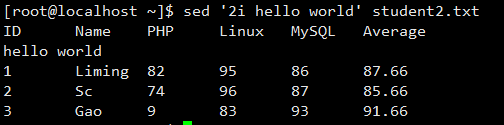 [root@localhost ~]$ sed '2i hello world' student2.txt
ID Name PHP Linux MySQL Average
hello world
1 Liming 82 95 86 87.66
2 Sc 74 96 87 85.66
3 Gao 9 83 93 91.66